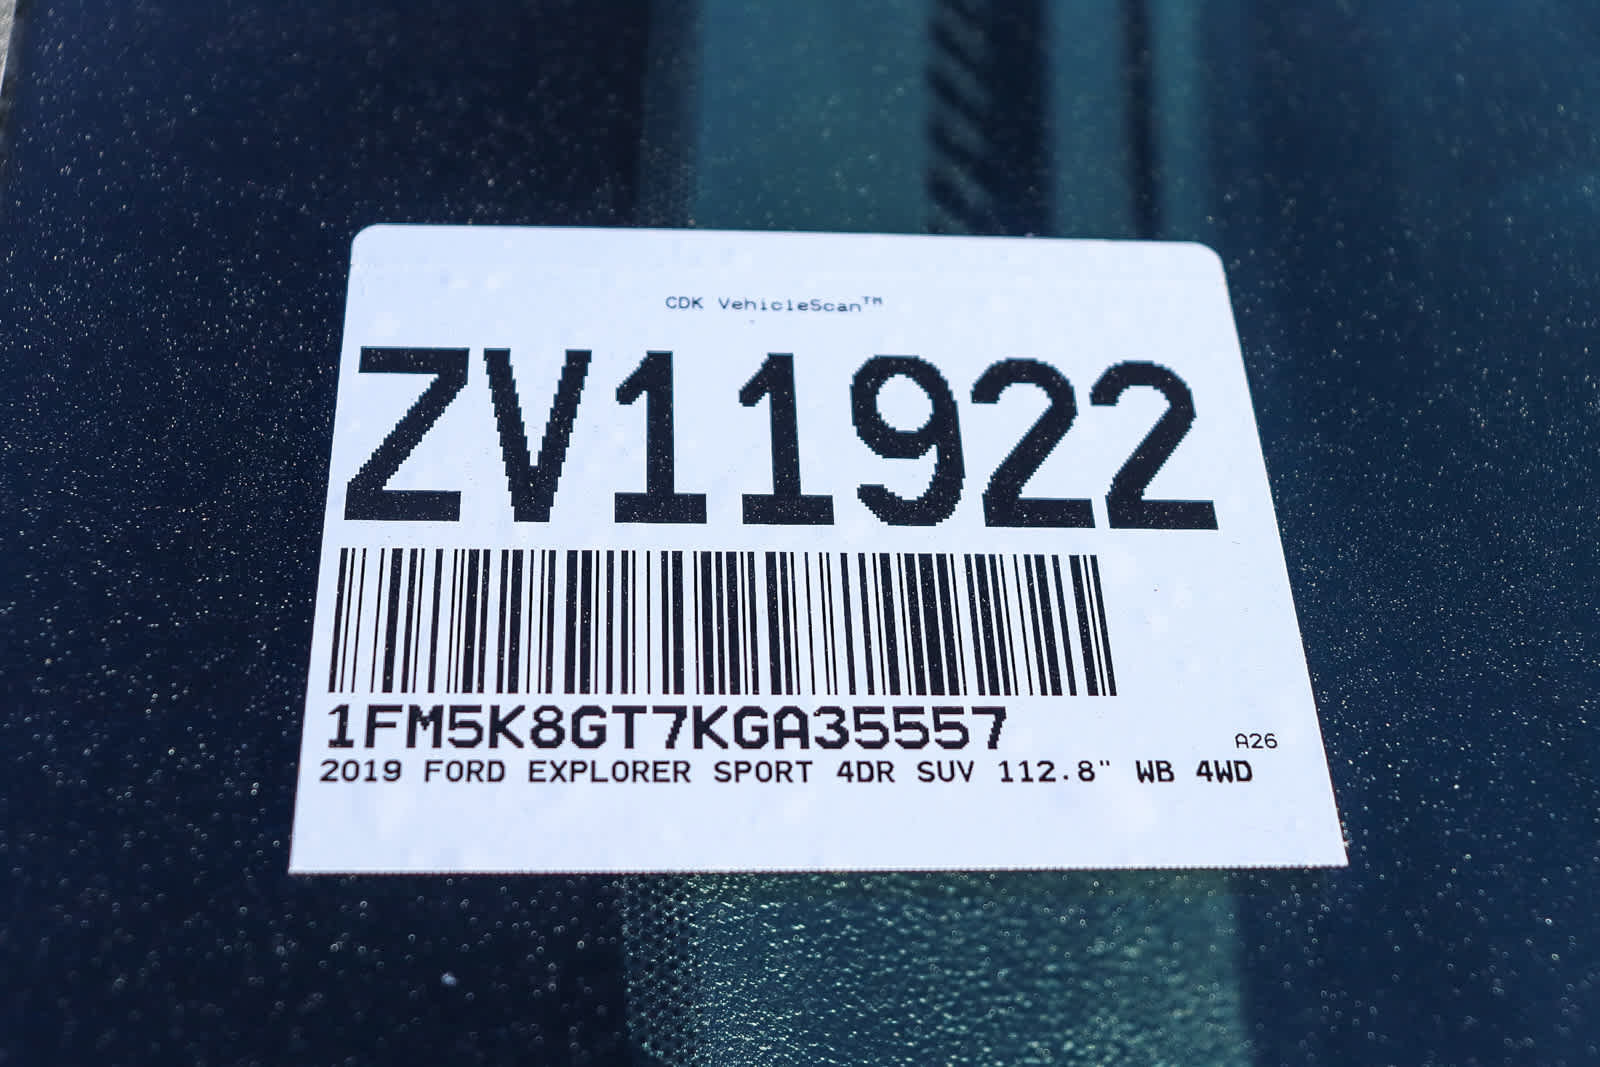 CDK VehicleScan™
ZV11922
1FM5K8GT7KGA35557
A26
2019 FORD EXPLORER SPORT 4DR SUV 112.8" WB 4WD